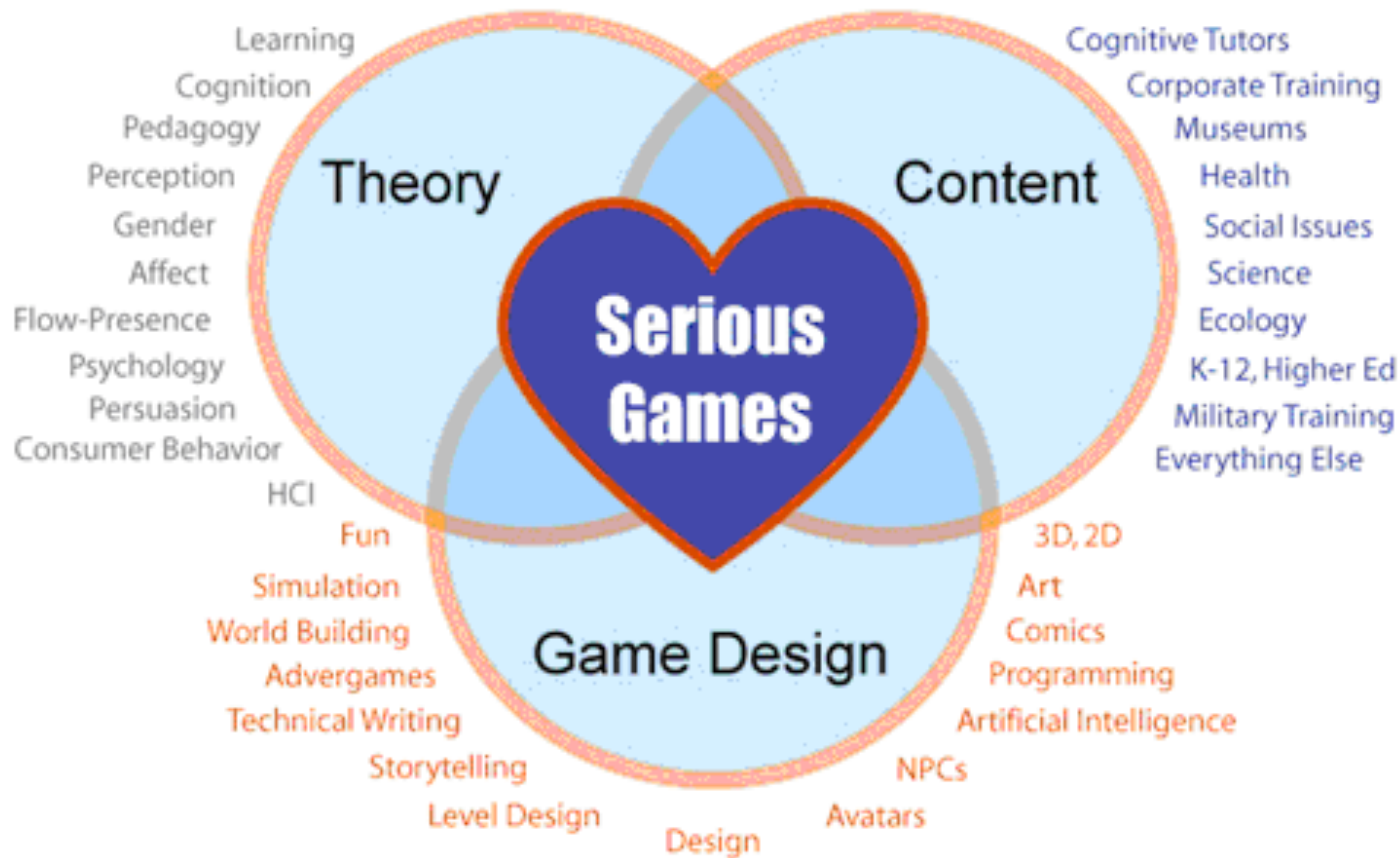 Learning
Cognition
Pedagogy
Perception
Gender
Affect
Flow-Presence
Psychology
Persuasion
Consumer Behavior
HCI
Theory
Content
Cognitive Tutors
Corporate Training
Museums
Health
Social Issues
Science
Ecology
K-12, Higher Ed
Military Training
Everything Else
Serious
Games
Game Design
Fun
Simulation
World Building
Advergames
Technical Writing
Storytelling
Level Design
Design
Avatars
NPCs
Artificial Intelligence
Programming
Comics
Art
3D, 2D